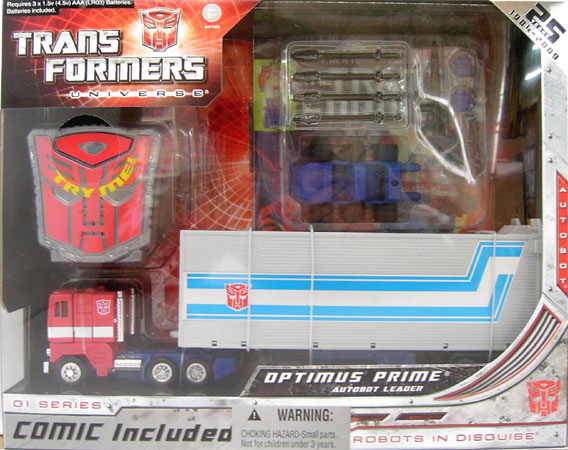 Requires 3 x 1.5v (4.5v) AAA (LR03) Batteries.
Batteries included.
TRANS
FORMERS
UNIVERSE
25
1984-2009
TRY ME!
AUTOBOT
OPTIMUS PRIME
AUTOBOT LEADER
G1 SERIES
COMIC Included
WARNING:
CHOKING HAZARD-Small parts.
Not for children under 3 years.
ROBOTS IN DISGUISE